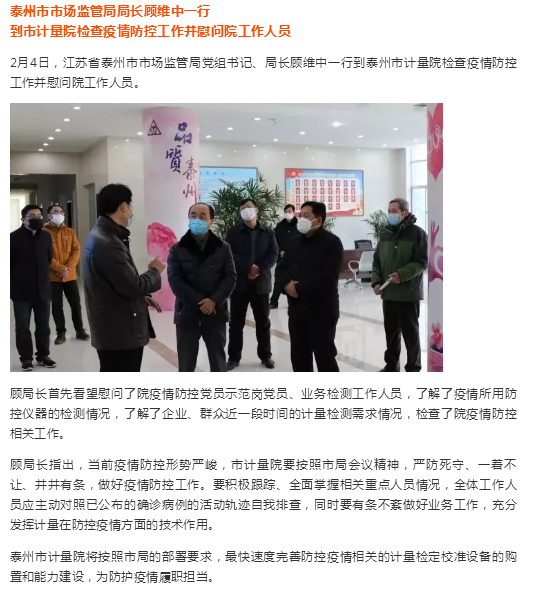 泰州市市场监管局局长顾维中一行
到市计量院检查疫情防控工作并慰问院工作人员
2月4日，江苏省泰州市市场监管局党组书记、局长顾维中一行到泰州市计量院检查疫情防控
工作并慰问院工作人员。
品质
泰州
顾局长首先看望慰问了院疫情防控党员示范岗党员、业务检测工作人员，了解了疫情所用防
控仪器的检测情况，了解了企业、群众近一段时间的计量检测需求情况，检查了院疫情防控
相关工作。
顾局长指出，当前疫情防控形势严峻，市计量院要按照市局会议精神，严防死守、一着不
让、井井有条，做好疫情防控工作。要积极跟踪、全面掌握相关重点人员情况，全体工作人
员应主动对照已公布的确诊病例的活动轨迹自我排查，同时要有条不紊做好业务工作，充分
发挥计量在防控疫情方面的技术作用。
泰州市计量院将按照市局的部署要求，最快速度完善防控疫情相关的计量检定校准设备的购
置和能力建设，为防护疫情履职担当。